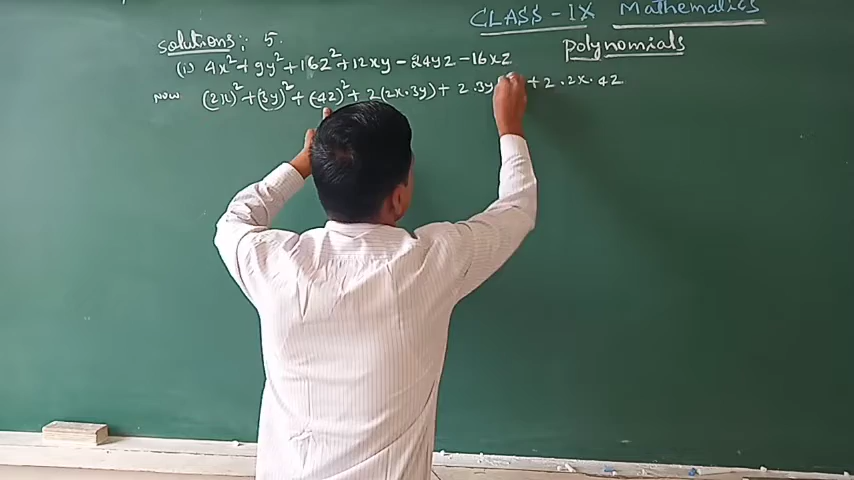 CLASS - IX Mathematics
Polynomials
Solutions: 5.
(i) 4x² + 9y² + 16z² + 12xy - 24yz - 16xz
Now (2x)² + (3y)² + (-4z)² + 2(2x·3y) + 2·3y + 2·2x·4z